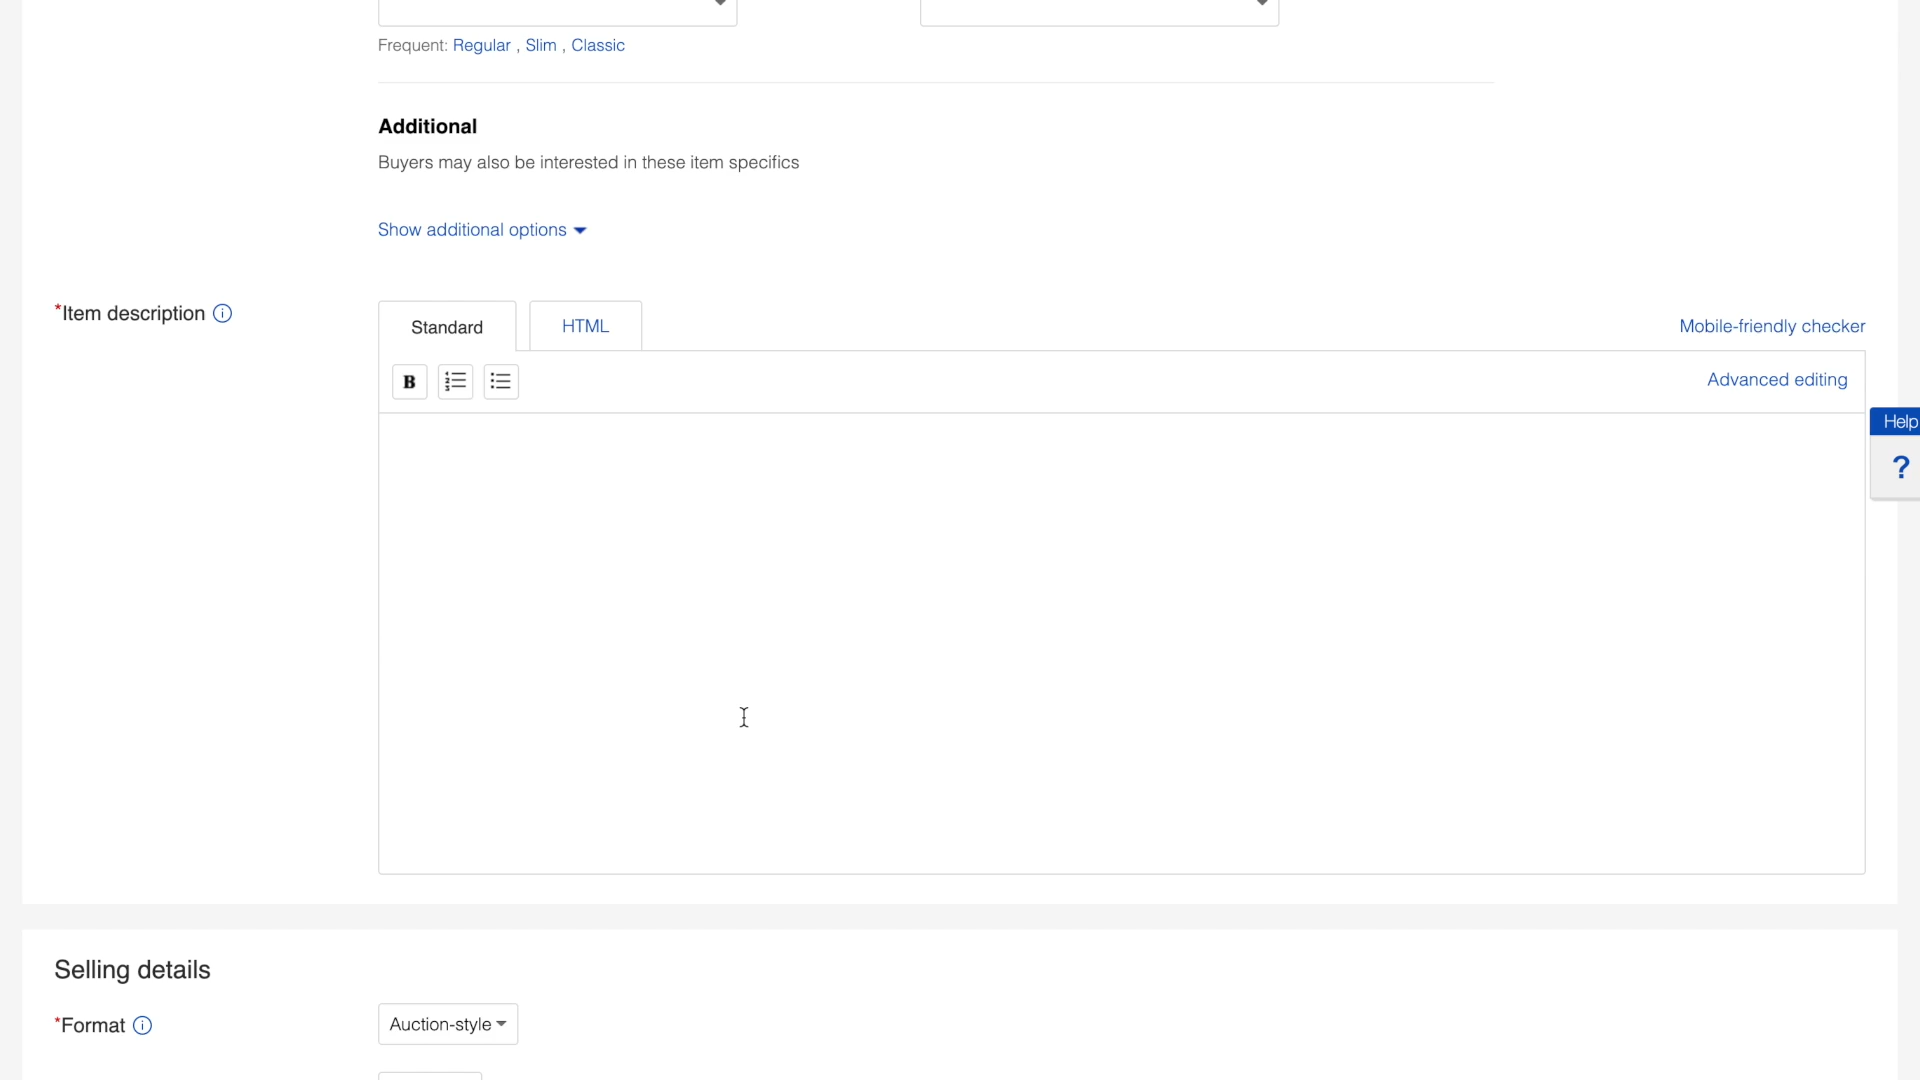 Frequent: Regular , Slim , Classic
Additional
Buyers may also be interested in these item specifics
Show additional options
*Item description
Standard
HTML
Mobile-friendly checker
B
Advanced editing
Help
?
Selling details
*Format
Auction-style